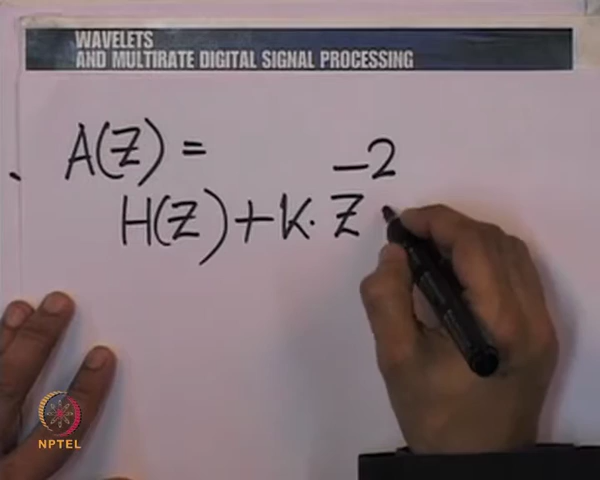 WAVELETS
AND MULTIRATE DIGITAL SIGNAL PROCESSING
A(Z) =
H(Z) + K. Z^-2
NPTEL